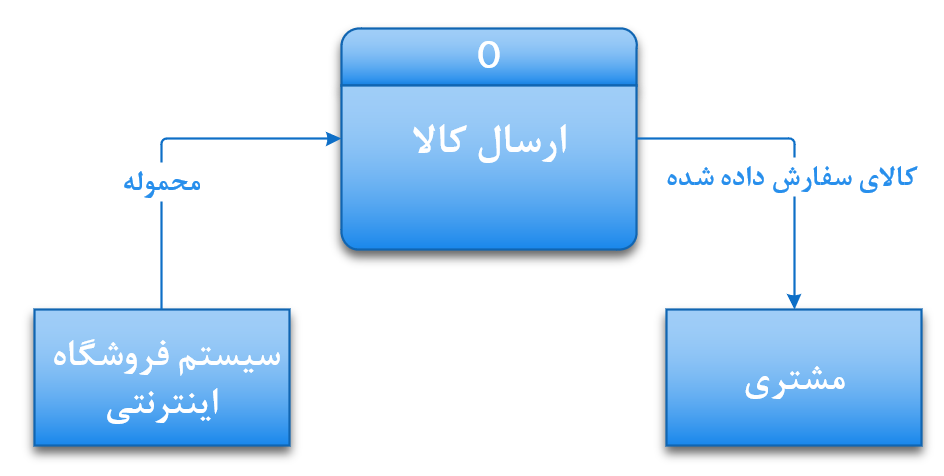 0
ارسال کالا
محموله
کالای سفارش داده شده
سیستم فروشگاه
اینترنتی
مشتری